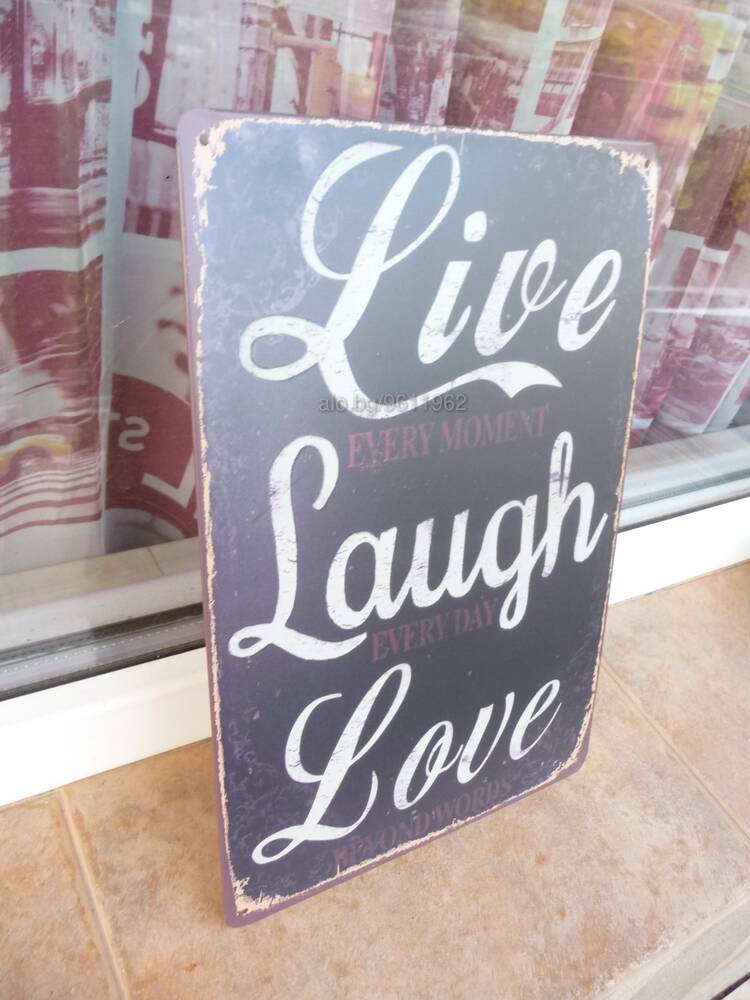 Live
alo.bg/9611962
EVERY MOMENT
Laugh
EVERY DAY
Love
BEYOND WORDS